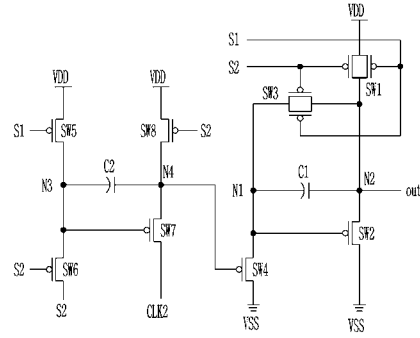 VDD
S1
S2
SW1
SW3
VDD
VDD
S1
SW5
SW8
S2
C2
N3
N4
N1
C1
N2
out
SW7
SW2
S2
SW6
SW4
S2
CLK2
VSS
VSS